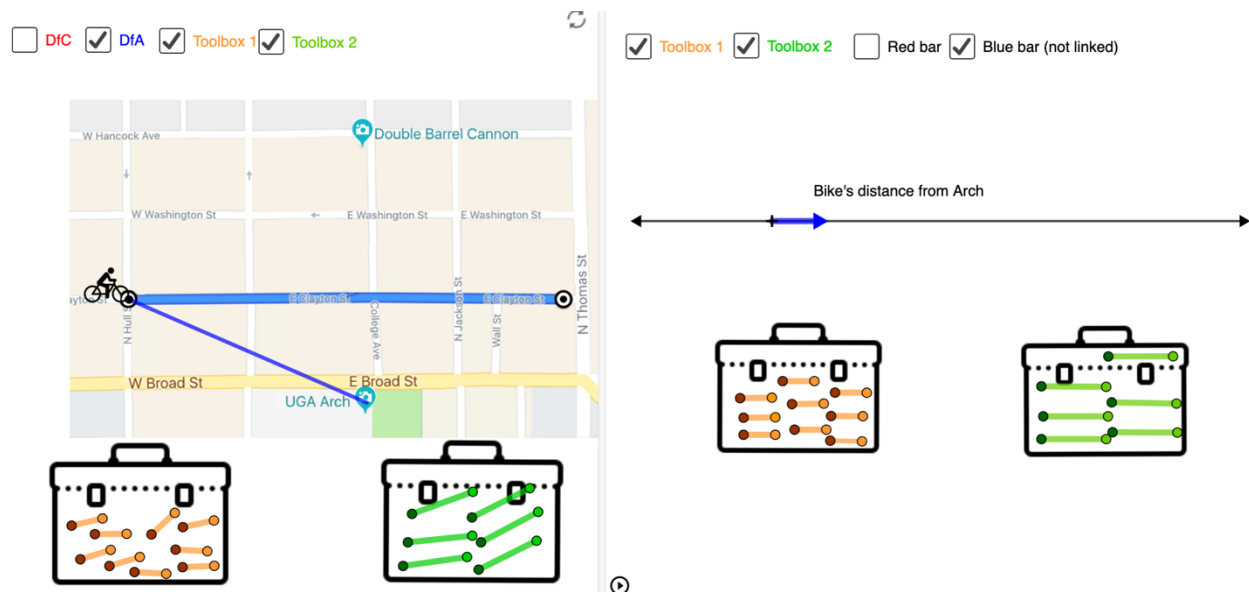 DfC DfA Toolbox 1 Toolbox 2
W Hancock Ave
Double Barrel Cannon
W Washington St
E Washington St
E Washington St
E Clayton St
E Clayton St
N Hull St
College Ave
N Jackson St
Wall St
N Thomas St
W Broad St
E Broad St
UGA Arch
Toolbox 1 Toolbox 2 Red bar Blue bar (not linked)
Bike's distance from Arch